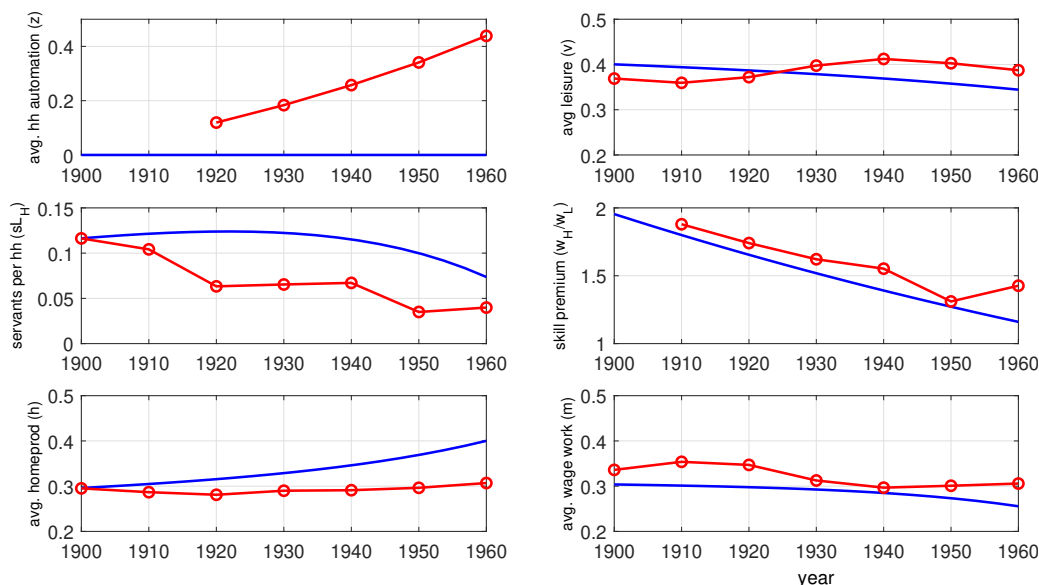 avg. hh automation (z)
0.4
0.2
0
1900 1910 1920 1930 1940 1950 1960
avg leisure (v)
0.5
0.4
0.3
0.2
1900 1910 1920 1930 1940 1950 1960
servants per hh (sL_H)
0.15
0.1
0.05
0
1900 1910 1920 1930 1940 1950 1960
skill premium (w_H/w_L)
2
1.5
1
1900 1910 1920 1930 1940 1950 1960
avg. homeprod (h)
0.5
0.4
0.3
0.2
1900 1910 1920 1930 1940 1950 1960
avg. wage work (m)
0.5
0.4
0.3
0.2
1900 1910 1920 1930 1940 1950 1960
year